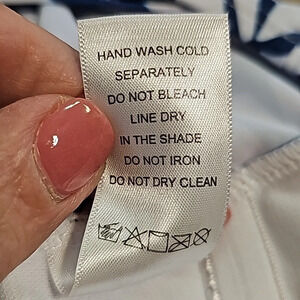 HAND WASH COLD
SEPARATELY
DO NOT BLEACH
LINE DRY
IN THE SHADE
DO NOT IRON
DO NOT DRY CLEAN